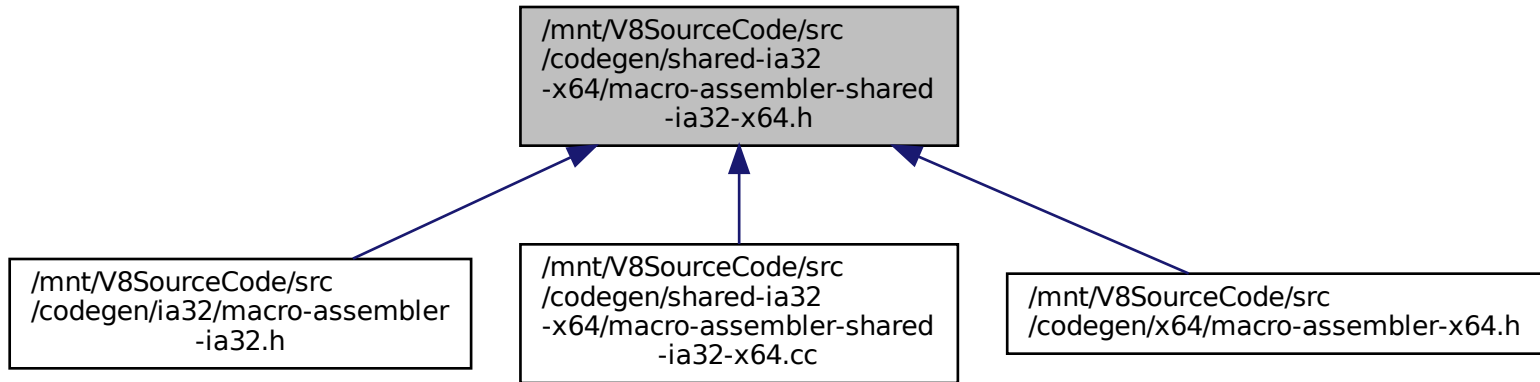 /mnt/V8SourceCode/src
/codegen/shared-ia32
-x64/macro-assembler-shared
-ia32-x64.h
/mnt/V8SourceCode/src
/codegen/ia32/macro-assembler
-ia32.h
/mnt/V8SourceCode/src
/codegen/shared-ia32
-x64/macro-assembler-shared
-ia32-x64.cc
/mnt/V8SourceCode/src
/codegen/x64/macro-assembler-x64.h